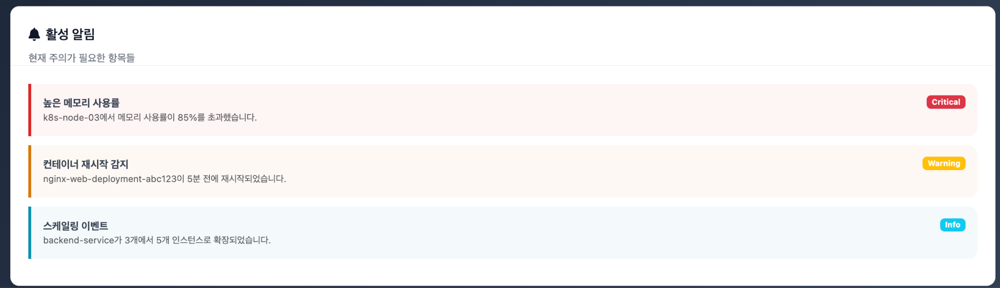 활성 알림
현재 주의가 필요한 항목들
높은 메모리 사용률
Critical
k8s-node-03에서 메모리 사용률이 85%를 초과했습니다.
컨테이너 재시작 감지
Warning
nginx-web-deployment-abc123이 5분 전에 재시작되었습니다.
스케일링 이벤트
Info
backend-service가 3개에서 5개 인스턴스로 확장되었습니다.